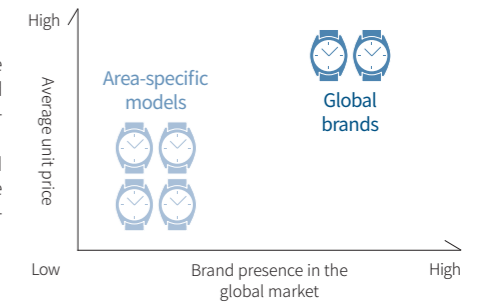 High
Average unit price
Area-specific
models
Global
brands
Low
Brand presence in the
global market
High